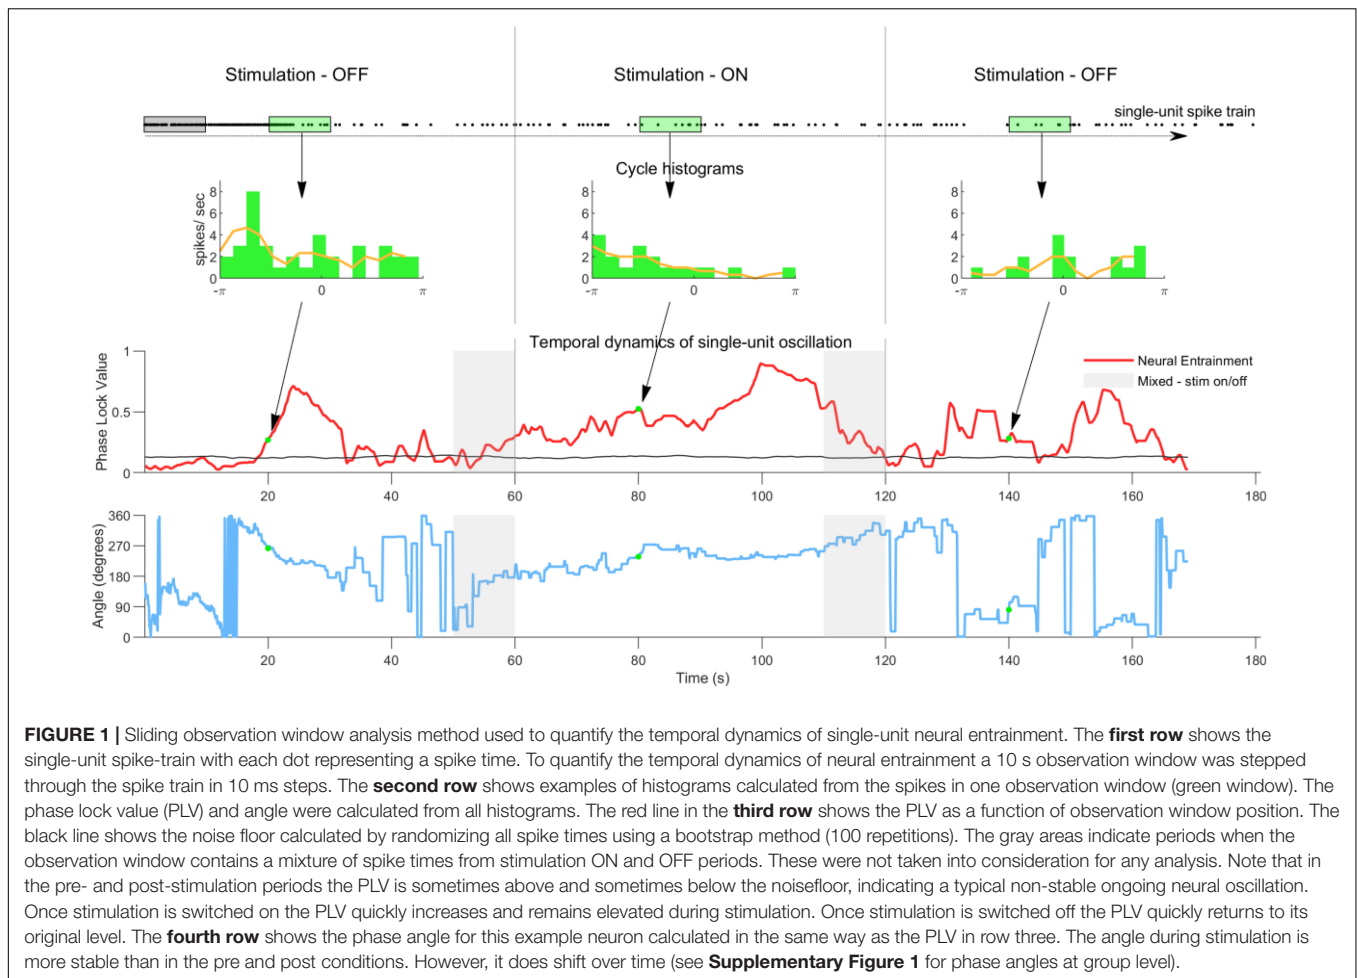 Stimulation - OFF
Stimulation - ON
Stimulation - OFF
single-unit spike train
Cycle histograms
spikes/ sec
8
6
4
2
0
-π
0
π
8
6
4
2
0
-π
0
π
8
6
4
2
0
-π
0
π
Temporal dynamics of single-unit oscillation
Phase Lock Value
1
0.5
0
Neural Entrainment
Mixed - stim on/off
20
40
60
80
100
120
140
160
180
Angle (degrees)
360
270
180
90
0
20
40
60
80
100
120
140
160
180
Time (s)
FIGURE 1 | Sliding observation window analysis method used to quantify the temporal dynamics of single-unit neural entrainment. The first row shows the
single-unit spike-train with each dot representing a spike time. To quantify the temporal dynamics of neural entrainment a 10 s observation window was stepped
through the spike train in 10 ms steps. The second row shows examples of histograms calculated from the spikes in one observation window (green window). The
phase lock value (PLV) and angle were calculated from all histograms. The red line in the third row shows the PLV as a function of observation window position. The
black line shows the noise floor calculated by randomizing all spike times using a bootstrap method (100 repetitions). The gray areas indicate periods when the
observation window contains a mixture of spike times from stimulation ON and OFF periods. These were not taken into consideration for any analysis. Note that in
the pre- and post-stimulation periods the PLV is sometimes above and sometimes below the noisefloor, indicating a typical non-stable ongoing neural oscillation.
Once stimulation is switched on the PLV quickly increases and remains elevated during stimulation. Once stimulation is switched off the PLV quickly returns to its
original level. The fourth row shows the phase angle for this example neuron calculated in the same way as the PLV in row three. The angle during stimulation is
more stable than in the pre and post conditions. However, it does shift over time (see Supplementary Figure 1 for phase angles at group level).